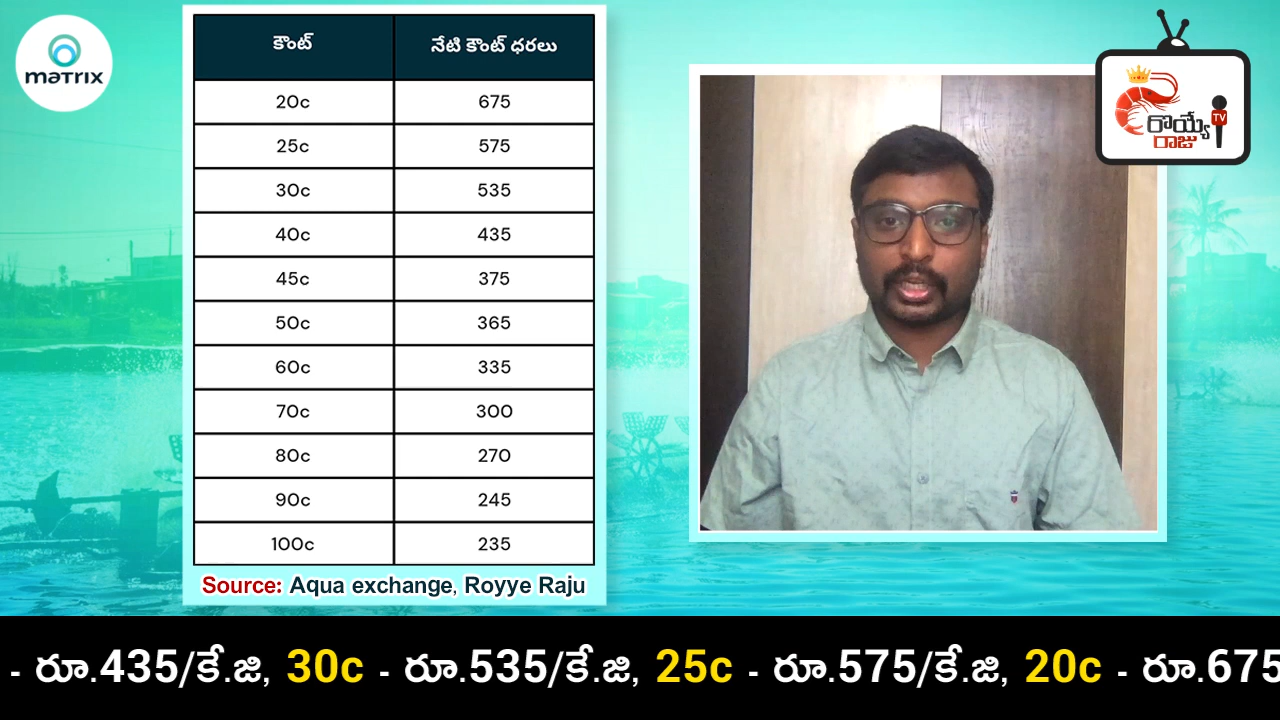 matrix
కౌంట్ నేటి కౌంట్ ధరలు
20c 675
25c 575
30c 535
40c 435
45c 375
50c 365
60c 335
70c 300
80c 270
90c 245
100c 235
Source: Aqua exchange, Royye Raju
రొయ్యే
రాజు
TV
- రూ.435/కే.జి, 30c - రూ.535/కే.జి, 25c - రూ.575/కే.జి, 20c - రూ.675